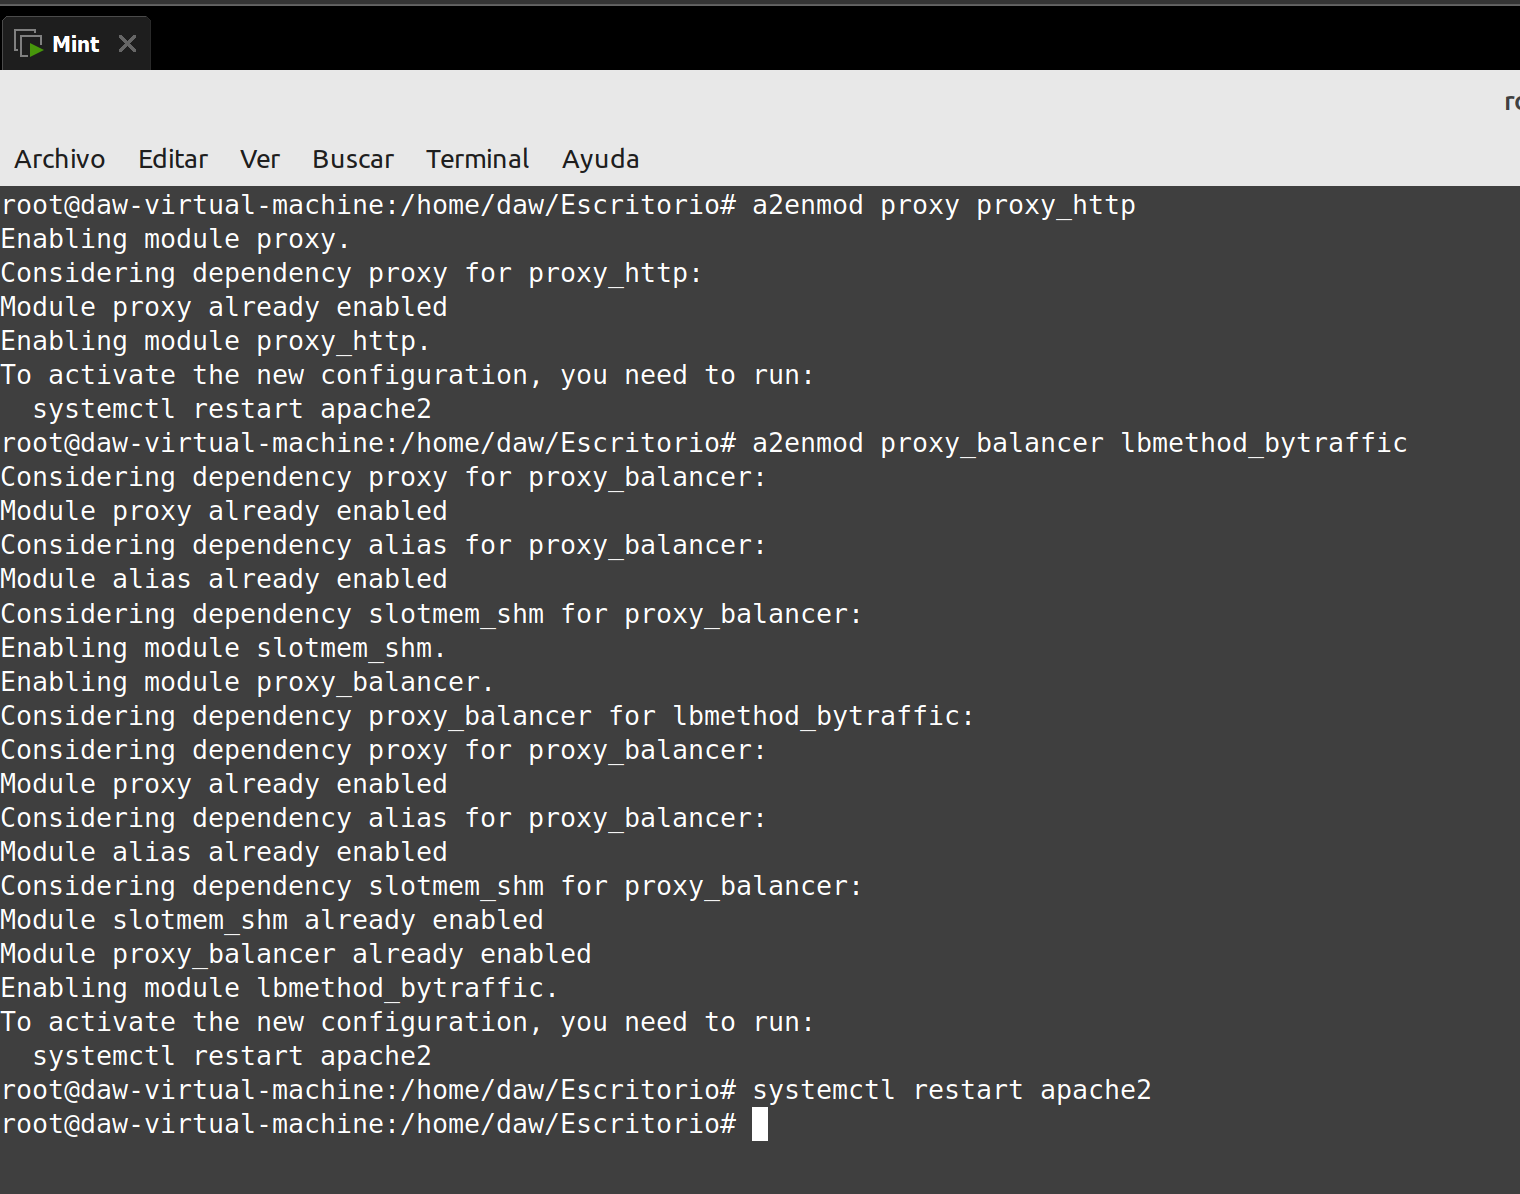 Mint
Archivo Editar Ver Buscar Terminal Ayuda
root@daw-virtual-machine:/home/daw/Escritorio# a2enmod proxy proxy_http
Enabling module proxy.
Considering dependency proxy for proxy_http:
Module proxy already enabled
Enabling module proxy_http.
To activate the new configuration, you need to run:
  systemctl restart apache2
root@daw-virtual-machine:/home/daw/Escritorio# a2enmod proxy_balancer lbmethod_bytraffic
Considering dependency proxy for proxy_balancer:
Module proxy already enabled
Considering dependency alias for proxy_balancer:
Module alias already enabled
Considering dependency slotmem_shm for proxy_balancer:
Enabling module slotmem_shm.
Enabling module proxy_balancer.
Considering dependency proxy_balancer for lbmethod_bytraffic:
Considering dependency proxy for proxy_balancer:
Module proxy already enabled
Considering dependency alias for proxy_balancer:
Module alias already enabled
Considering dependency slotmem_shm for proxy_balancer:
Module slotmem_shm already enabled
Module proxy_balancer already enabled
Enabling module lbmethod_bytraffic.
To activate the new configuration, you need to run:
  systemctl restart apache2
root@daw-virtual-machine:/home/daw/Escritorio# systemctl restart apache2
root@daw-virtual-machine:/home/daw/Escritorio#